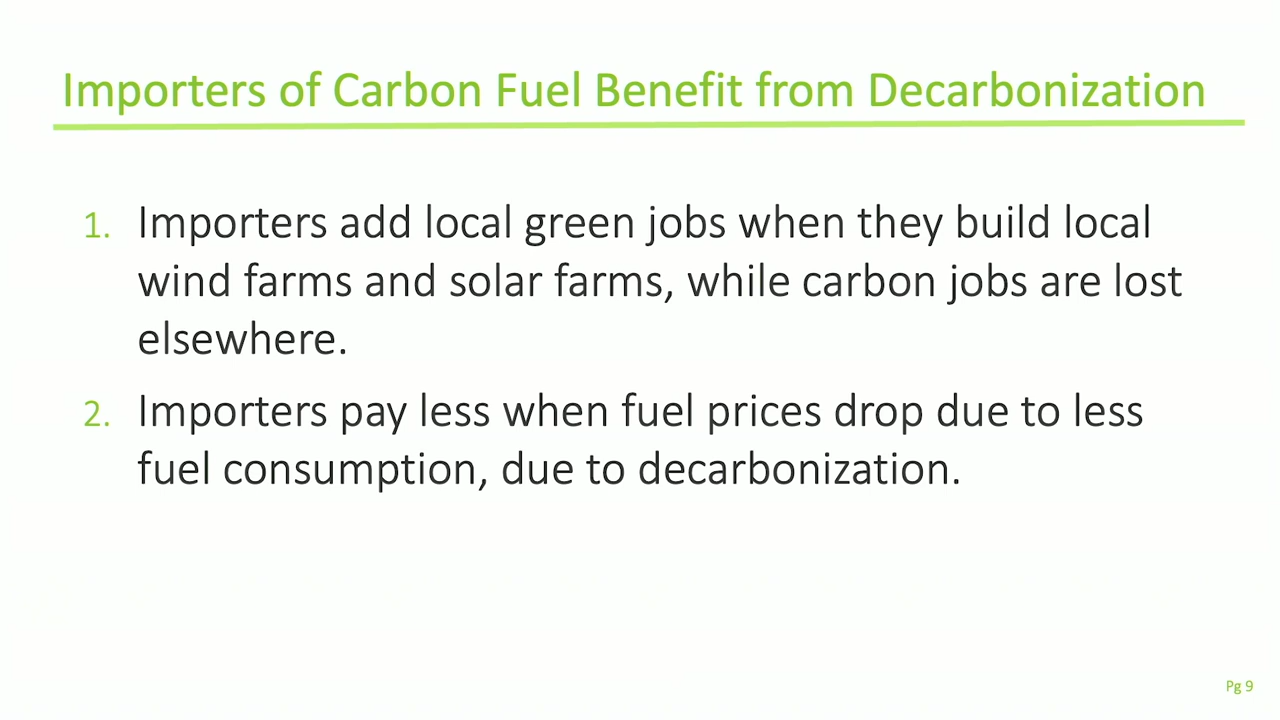 Importers of Carbon Fuel Benefit from Decarbonization
1. Importers add local green jobs when they build local
wind farms and solar farms, while carbon jobs are lost
elsewhere.
2. Importers pay less when fuel prices drop due to less
fuel consumption, due to decarbonization.
Pg 9